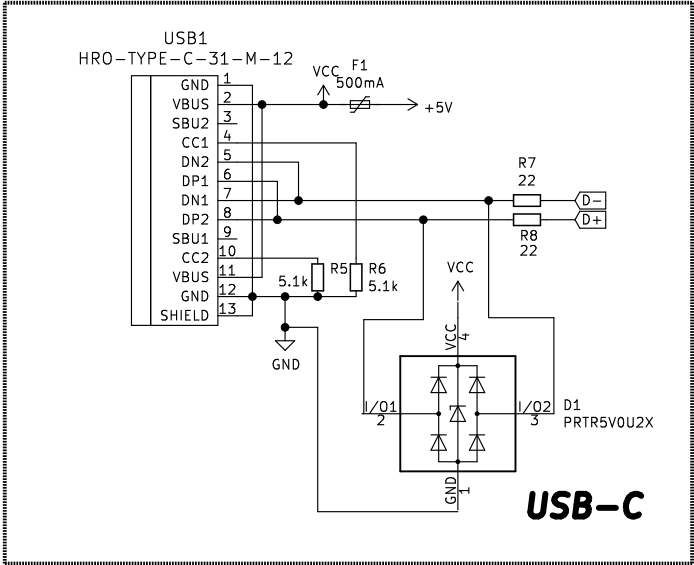 USB1
HRO-TYPE-C-31-M-12
GND 1
VBUS 2
SBU2 3
CC1 4
DN2 5
DP1 6
DN1 7
DP2 8
SBU1 9
CC2 10
VBUS 11
GND 12
SHIELD 13
VCC
F1
500mA
+5V
R7
22
D-
D+
R8
22
R5
5.1k
R6
5.1k
GND
VCC
VCC
4
I/O1
2
I/O2
3
D1
PRTR5V0U2X
GND
1
USB-C